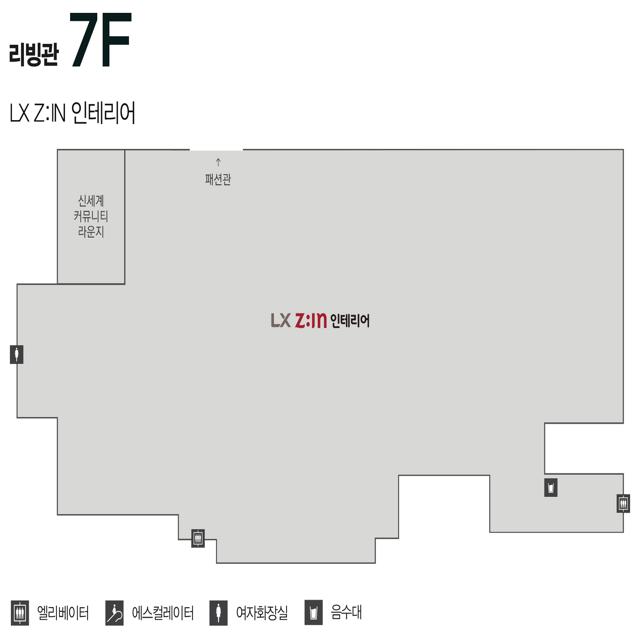 리빙관 7F
LX Z:IN 인테리어
↑
패션관
신세계
커뮤니티
라운지
LX Z:IN 인테리어
엘리베이터
에스컬레이터
여자화장실
음수대